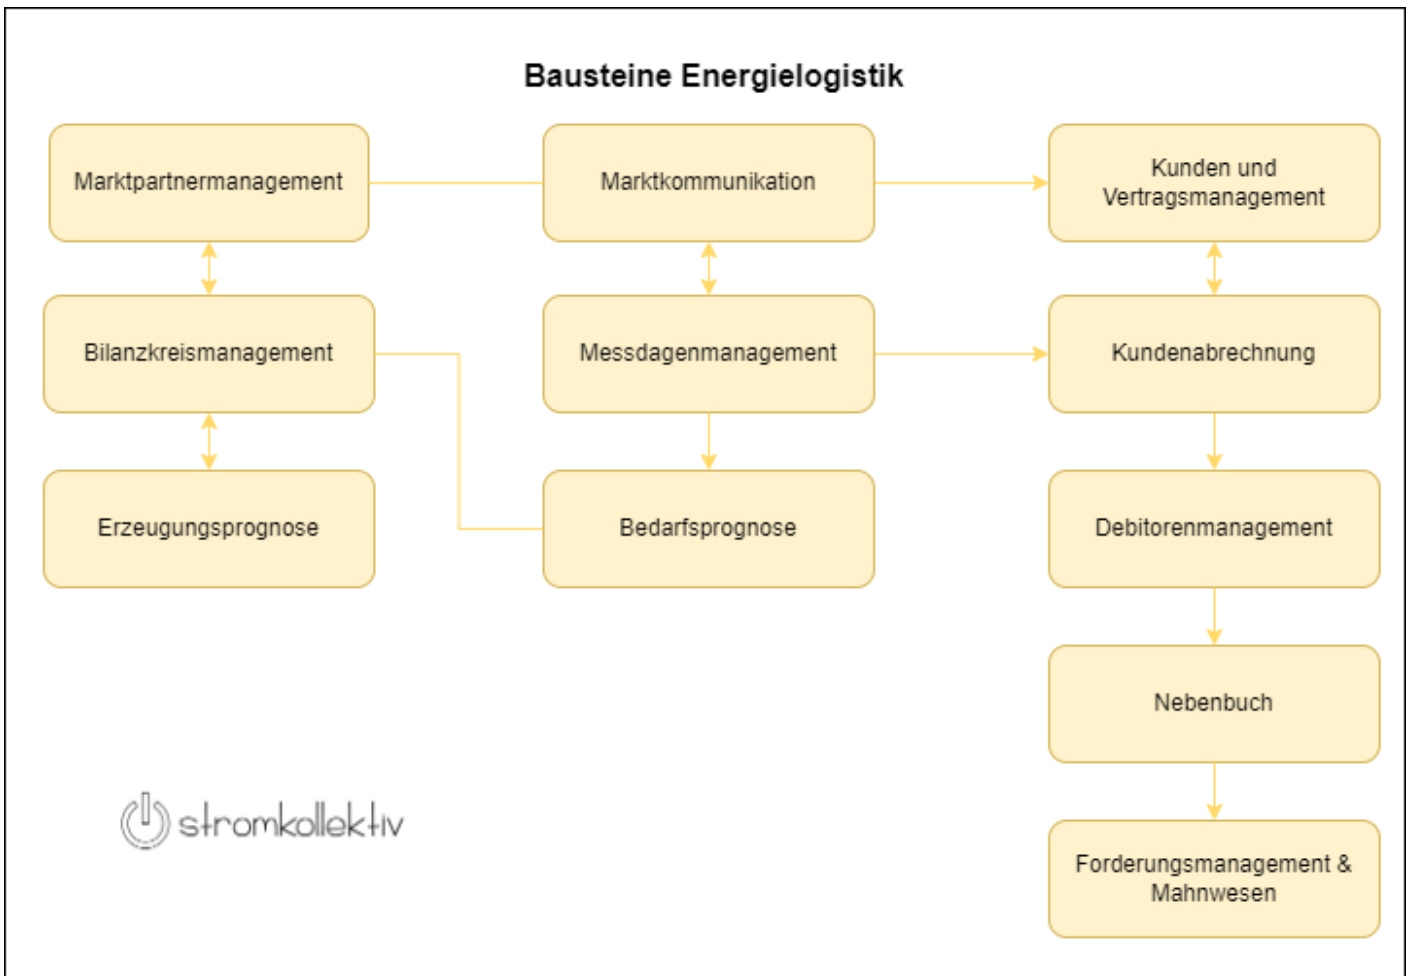 Bausteine Energielogistik
Marktpartnermanagement
Marktkommunikation
Kunden und
Vertragsmanagement
Bilanzkreismanagement
Messdagenmanagement
Kundenabrechnung
Erzeugungsprognose
Bedarfsprognose
Debitorenmanagement
Nebenbuch
stromkollektiv
Forderungsmanagement &
Mahnwesen